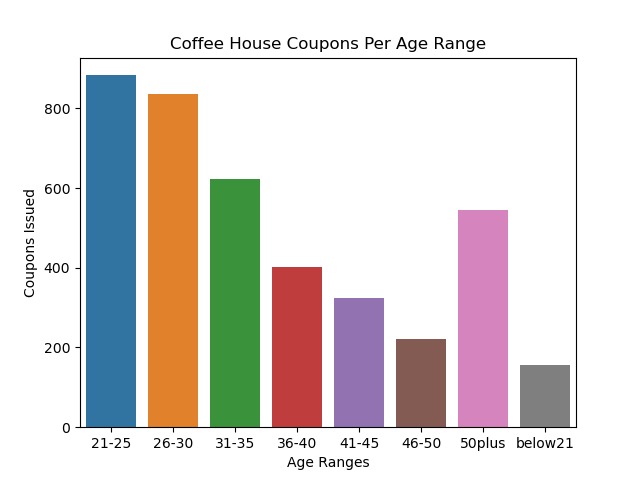 Coffee House Coupons Per Age Range
Coupons Issued
800
600
400
200
0
21-25 26-30 31-35 36-40 41-45 46-50 50plus below21
Age Ranges